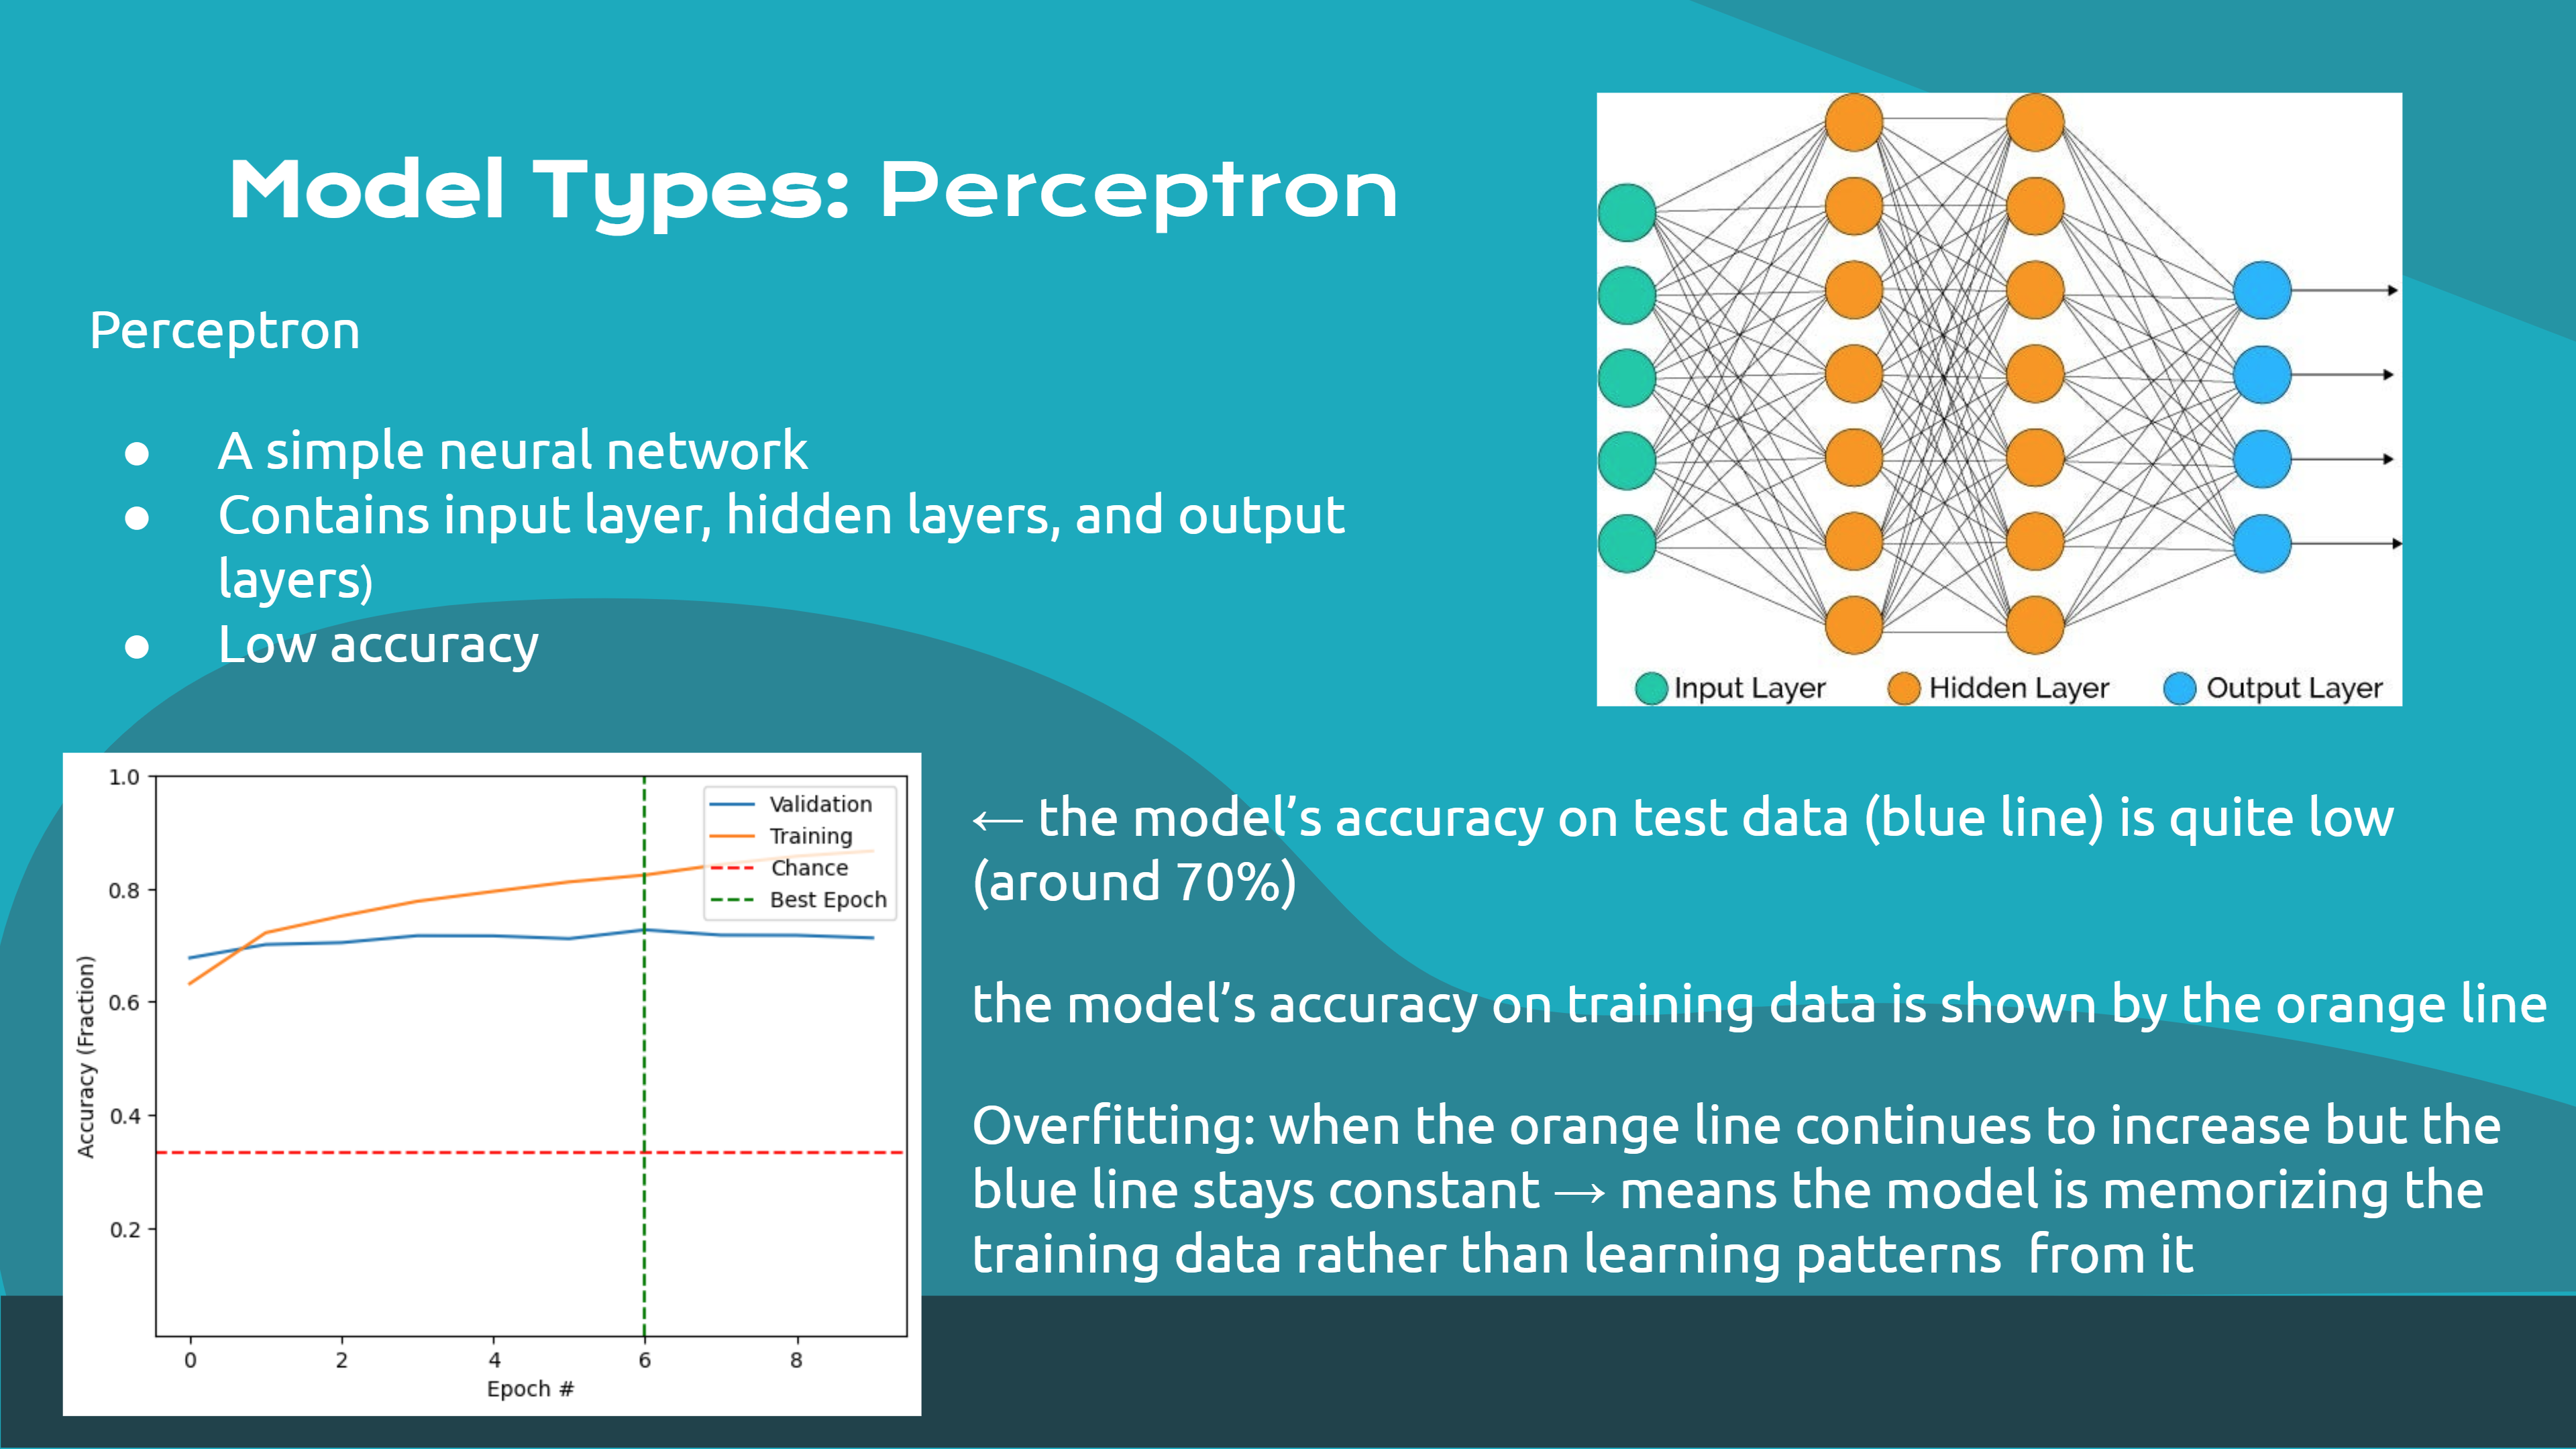 Model Types: Perceptron
Perceptron
● A simple neural network
● Contains input layer, hidden layers, and output
layers)
● Low accuracy
Input Layer
Hidden Layer
Output Layer
1.0
0.8
0.6
0.4
0.2
Accuracy (Fraction)
Validation
Training
Chance
Best Epoch
0 2 4 6 8
Epoch #
← the model’s accuracy on test data (blue line) is quite low
(around 70%)
the model’s accuracy on training data is shown by the orange line
Overfitting: when the orange line continues to increase but the
blue line stays constant → means the model is memorizing the
training data rather than learning patterns  from it